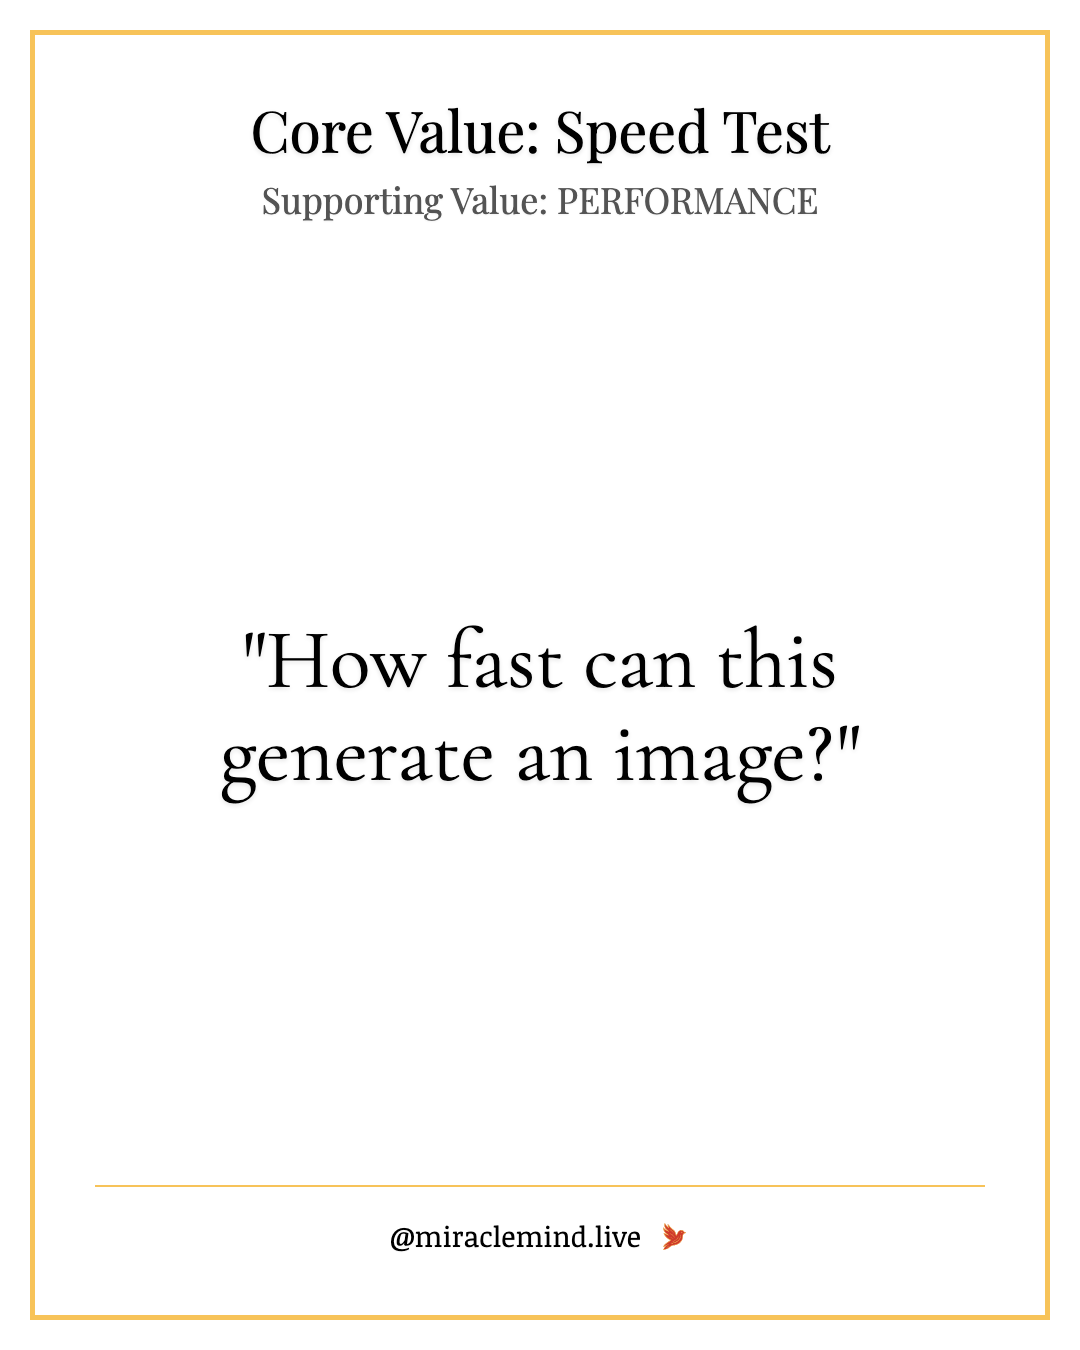 Core Value: Speed Test
Supporting Value: PERFORMANCE
"How fast can this
generate an image?"
@miraclemind.live